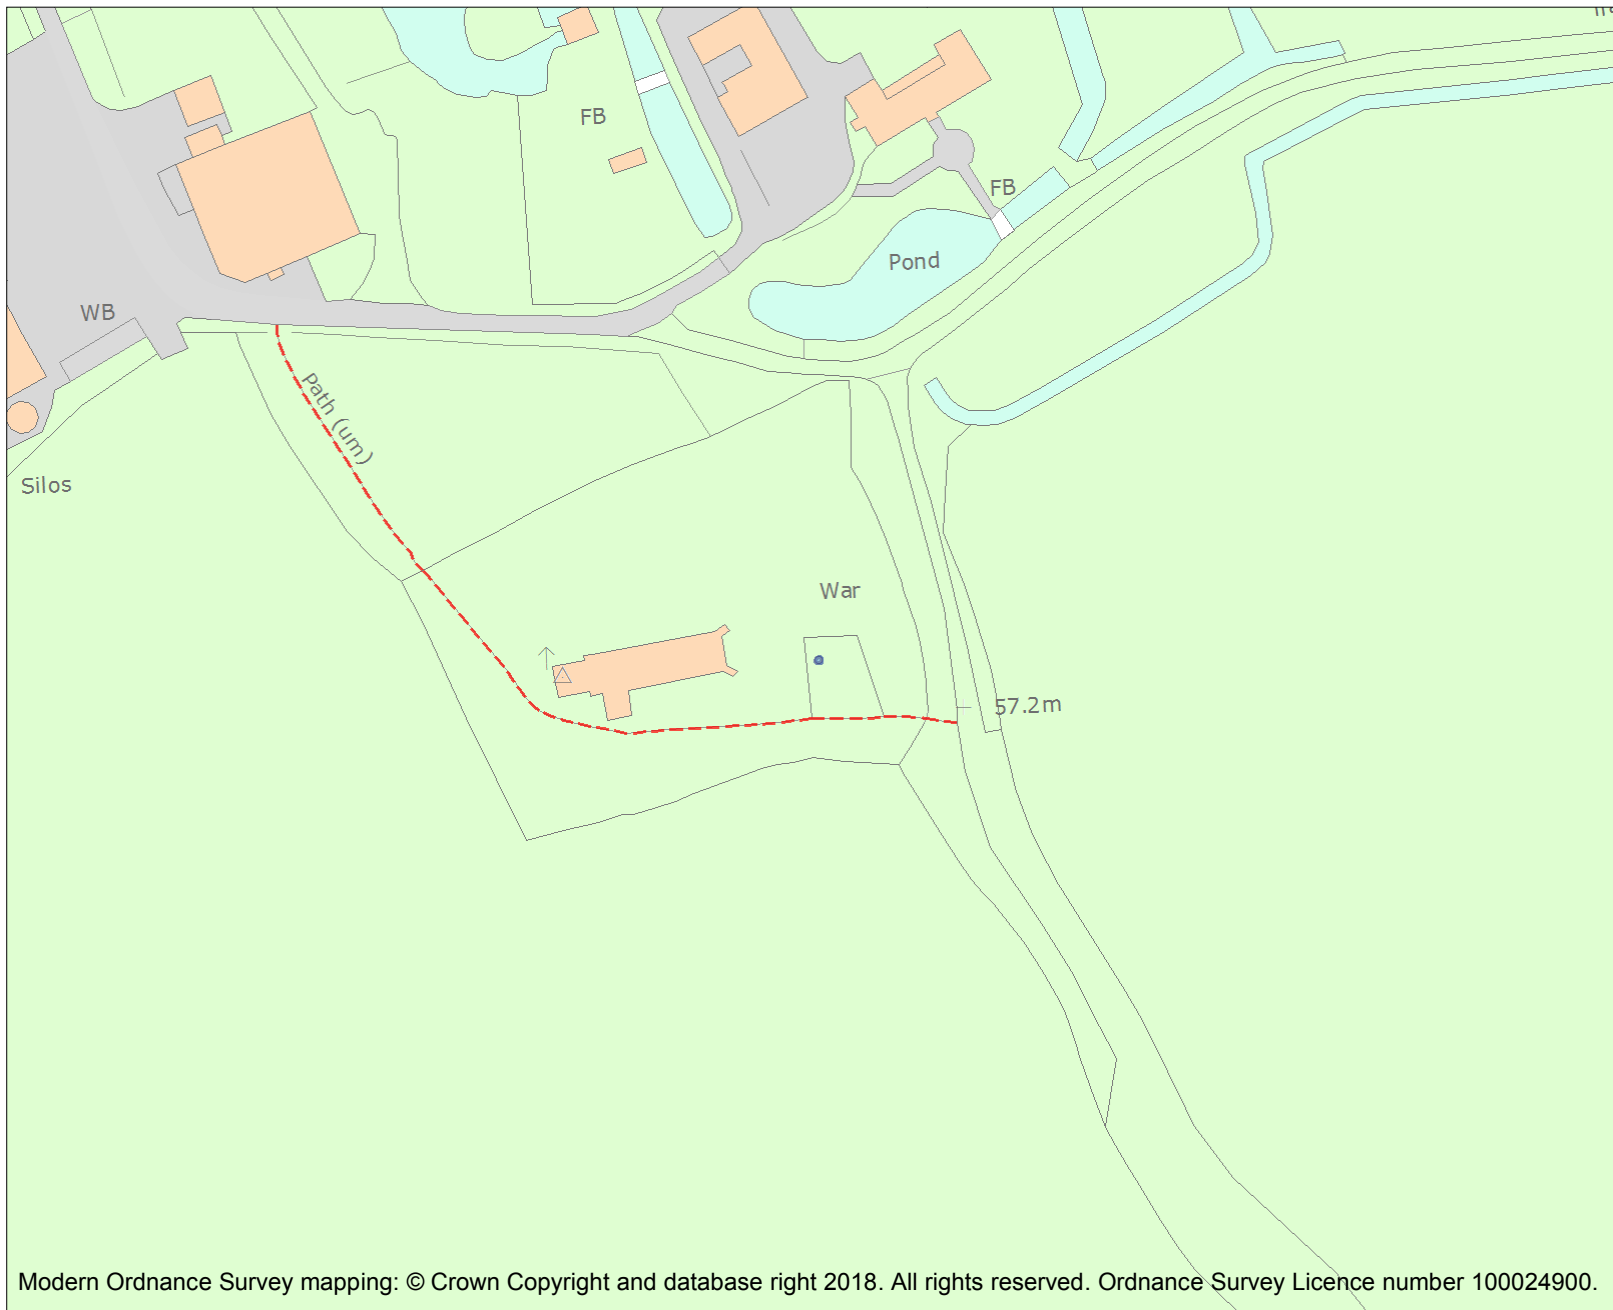 FB
FB
Pond
WB
Path (um)
Silos
War
57.2m
Modern Ordnance Survey mapping: © Crown Copyright and database right 2018. All rights reserved. Ordnance Survey Licence number 100024900.